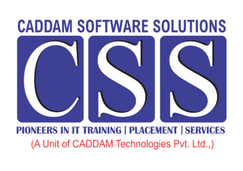 CADDAM SOFTWARE SOLUTIONS
CSS
PIONEERS IN IT TRAINING | PLACEMENT | SERVICES
(A Unit of CADDAM Technologies Pvt. Ltd.,)